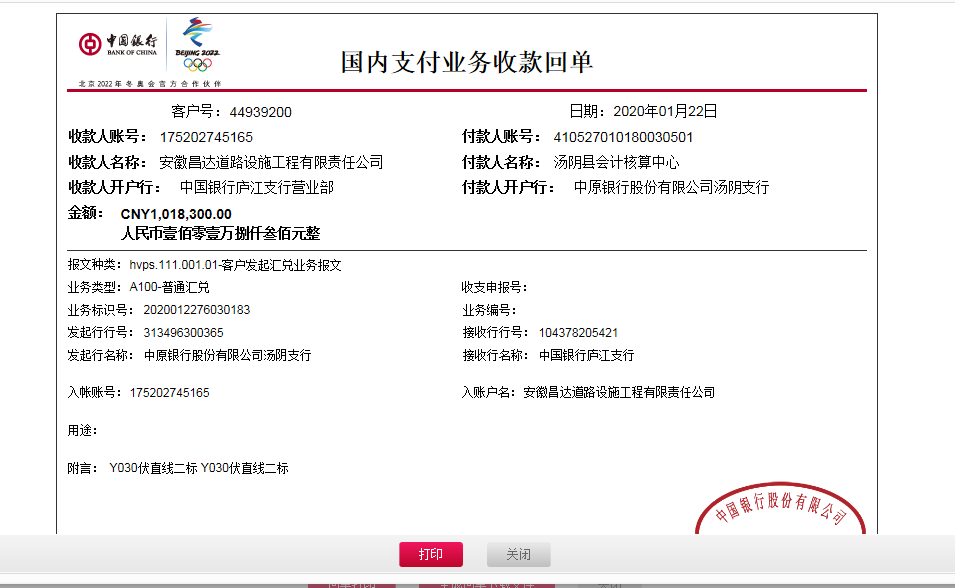 中国银行
BANK OF CHINA
BEIJING 2022
北京2022年冬奥会官方合作伙伴
国内支付业务收款回单
客户号：44939200 日期：2020年01月22日
收款人账号：175202745165 付款人账号：410527010180030501
收款人名称：安徽昌达道路设施工程有限责任公司 付款人名称：汤阴县会计核算中心
收款人开户行：中国银行庐江支行营业部 付款人开户行：中原银行股份有限公司汤阴支行
金额：CNY1,018,300.00
人民币壹佰零壹万捌仟叁佰元整
报文种类：hvps.111.001.01-客户发起汇兑业务报文
业务类型：A100-普通汇兑 收支申报号：
业务标识号：2020012276030183 业务编号：
发起行行号：313496300365 接收行行号：104378205421
发起行名称：中原银行股份有限公司汤阴支行 接收行名称：中国银行庐江支行
入帐账号：175202745165 入账户名：安徽昌达道路设施工程有限责任公司
用途：
附言：Y030伏直线二标 Y030伏直线二标
中国银行股份有限公司
打印 关闭